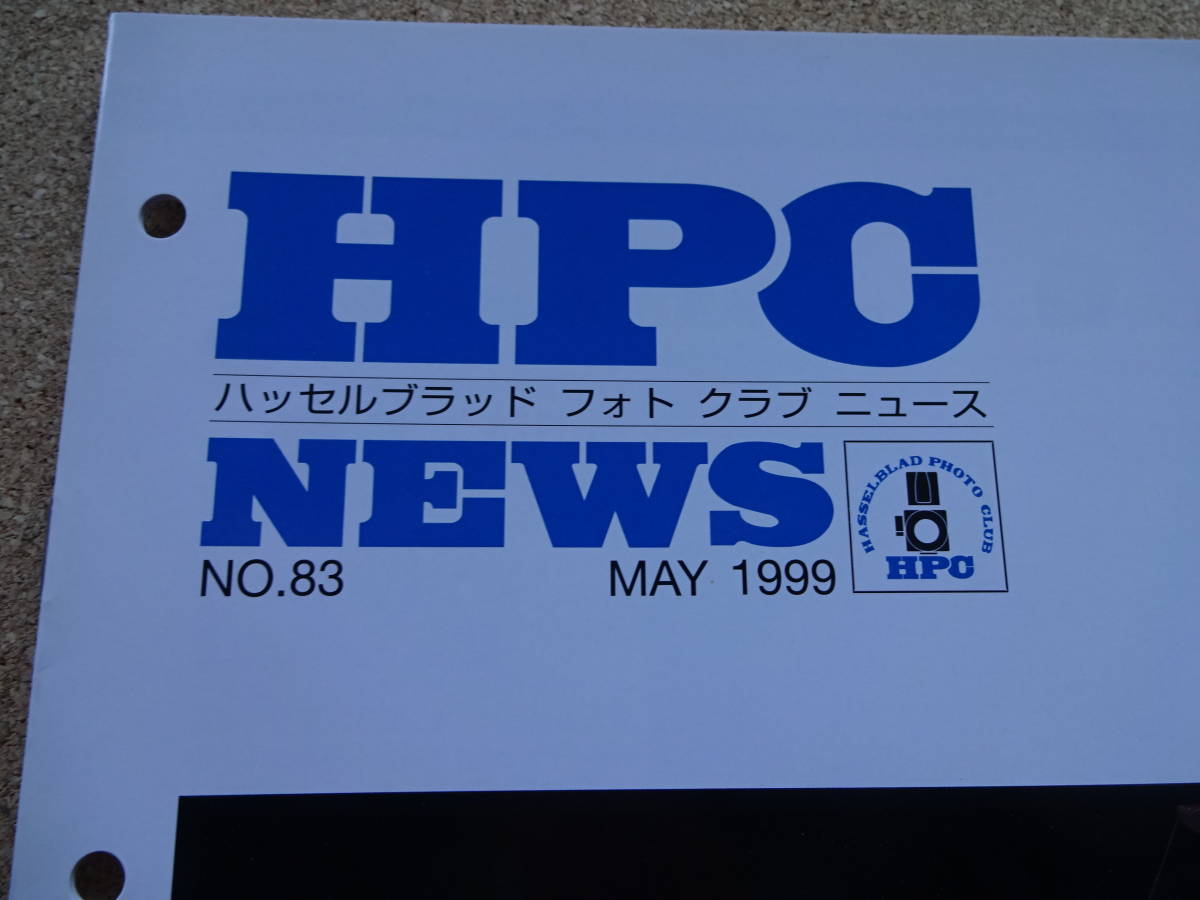 HPC
ハッセルブラッド フォト クラブ ニュース
NEWS
HASSELBLAD PHOTO CLUB
HPC
NO.83 MAY 1999